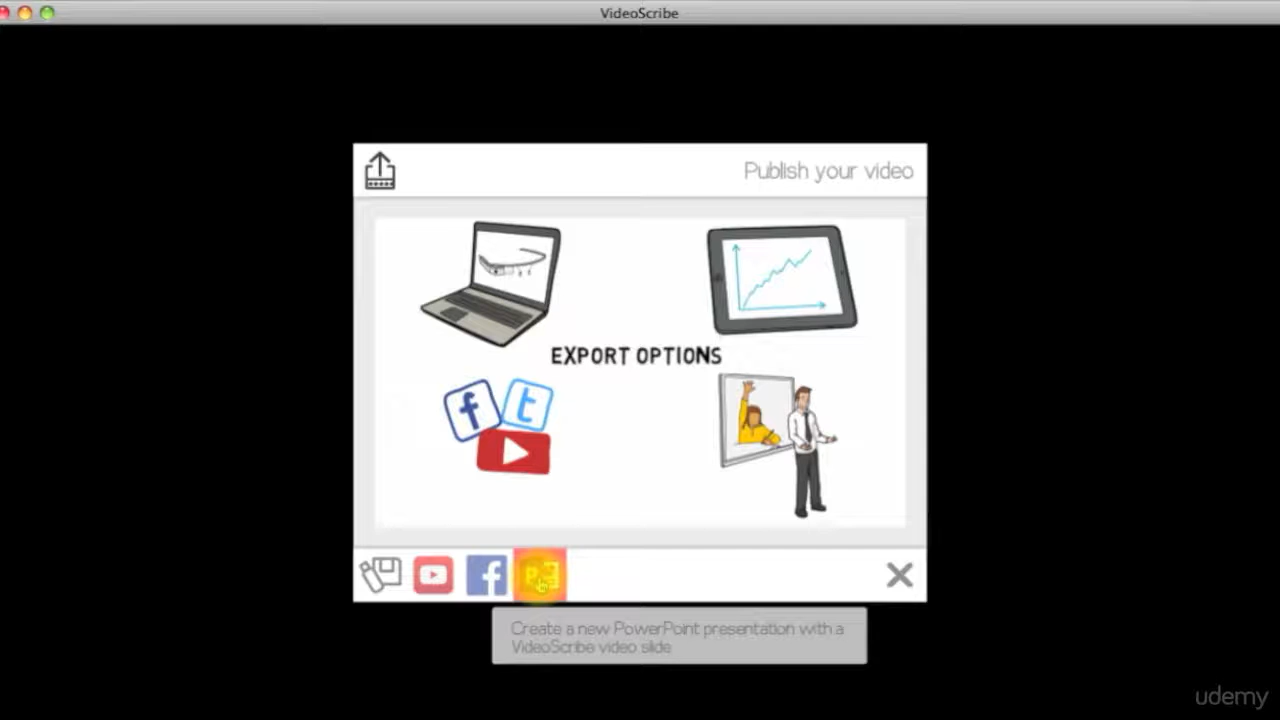 VideoScribe
Publish your video
EXPORT OPTIONS
f t
f
P
Create a new PowerPoint presentation with a
VideoScribe video slide
udemy